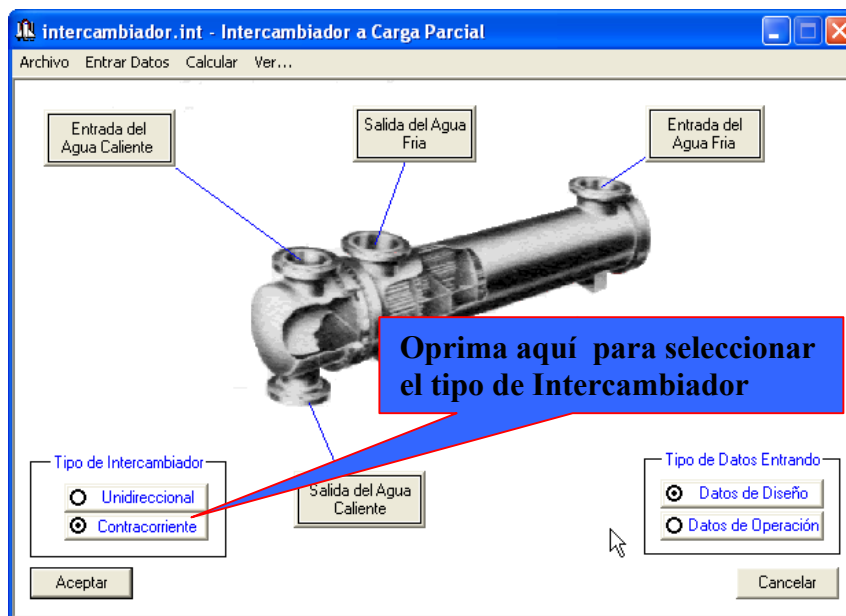 intercambiador.int - Intercambiador a Carga Parcial
Archivo Entrar Datos Calcular Ver...
Entrada del
Agua Caliente
Salida del Agua
Fria
Entrada del
Agua Fria
Oprima aquí para seleccionar
el tipo de Intercambiador
Tipo de Intercambiador
Unidireccional
Contracorriente
Salida del Agua
Caliente
Tipo de Datos Entrando
Datos de Diseño
Datos de Operación
Aceptar
Cancelar